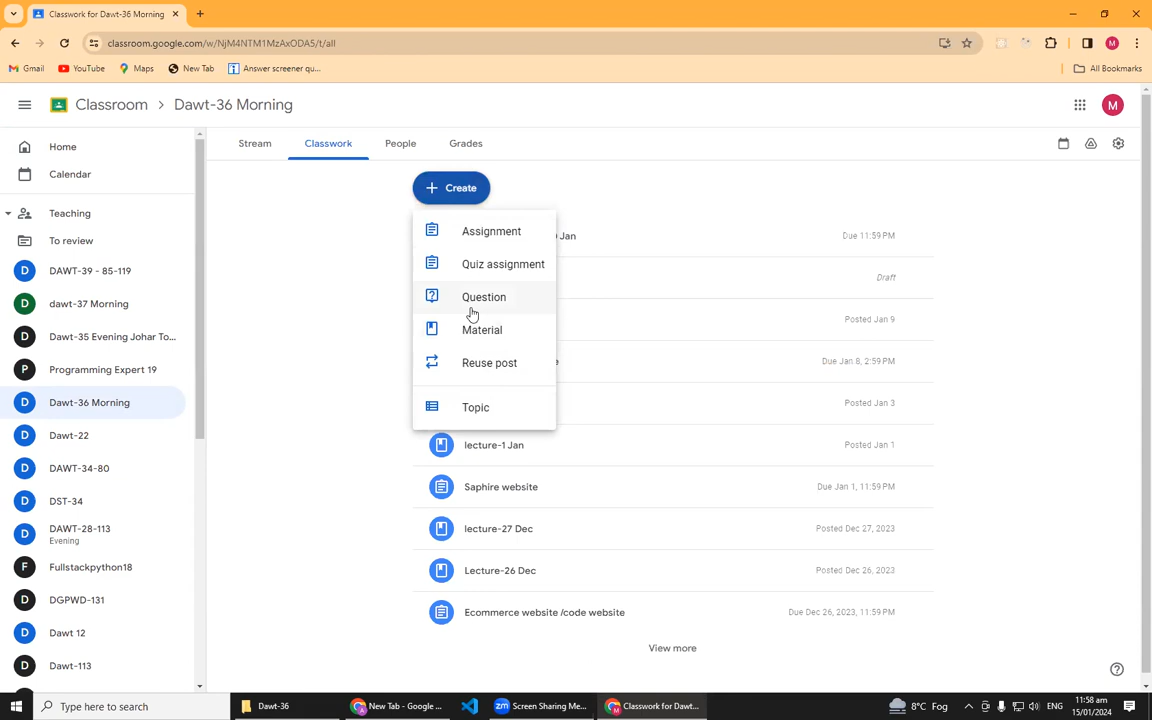 Classwork for Dawt-36 Morning
classroom.google.com/w/NjM4NTM1MzAxODA5/t/all
M
Gmail
YouTube
Maps
New Tab
Answer screener qu...
All Bookmarks
Classroom
Dawt-36 Morning
M
Home
Calendar
Teaching
To review
D
DAWT-39 - 85-119
D
dawt-37 Morning
D
Dawt-35 Evening Johar To...
P
Programming Expert 19
D
Dawt-36 Morning
D
Dawt-22
D
DAWT-34-80
D
DST-34
D
DAWT-28-113
Evening
F
Fullstackpython18
D
DGPWD-131
D
Dawt 12
D
Dawt-113
Stream
Classwork
People
Grades
Create
Assignment
Quiz assignment
Question
Material
Reuse post
Topic
Jan
Due 11:59 PM
Draft
Posted Jan 9
Due Jan 8, 2:59 PM
Posted Jan 3
lecture-1 Jan
Posted Jan 1
Saphire website
Due Jan 1, 11:59 PM
lecture-27 Dec
Posted Dec 27, 2023
Lecture-26 Dec
Posted Dec 26, 2023
Ecommerce website /code website
Due Dec 26, 2023, 11:59 PM
View more
Type here to search
Dawt-36
New Tab - Google ...
zm
Screen Sharing Me...
Classwork for Dawt...
8°C Fog
ENG
11:58 am
15/01/2024